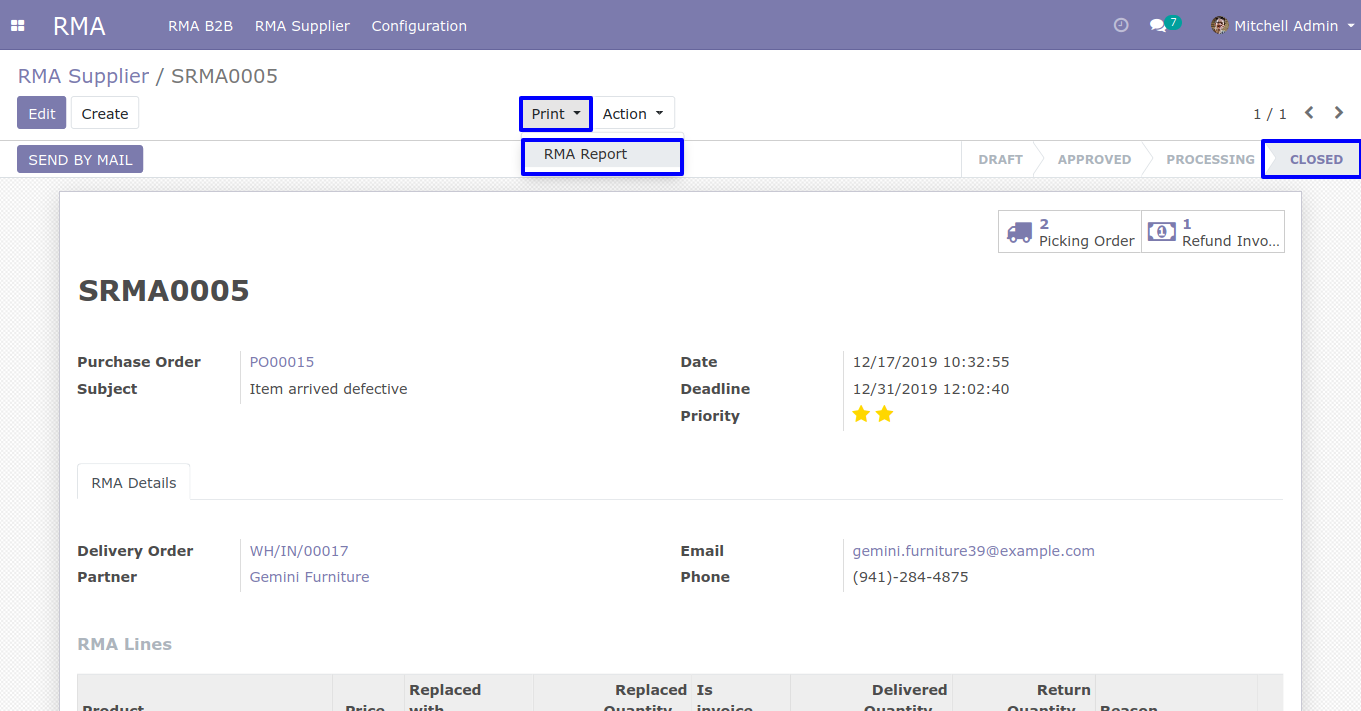 RMA RMA B2B RMA Supplier Configuration 7 Mitchell Admin
RMA Supplier / SRMA0005
Edit Create Print Action 1 / 1
SEND BY MAIL RMA Report DRAFT APPROVED PROCESSING CLOSED
2 Picking Order
1 Refund Invo...
SRMA0005
Purchase Order PO00015 Date 12/17/2019 10:32:55
Subject Item arrived defective Deadline 12/31/2019 12:02:40
Priority
RMA Details
Delivery Order WH/IN/00017 Email gemini.furniture39@example.com
Partner Gemini Furniture Phone (941)-284-4875
RMA Lines
Replaced Replaced Is Delivered Return
Product Price with Quantity invoice Quantity Quantity Reason